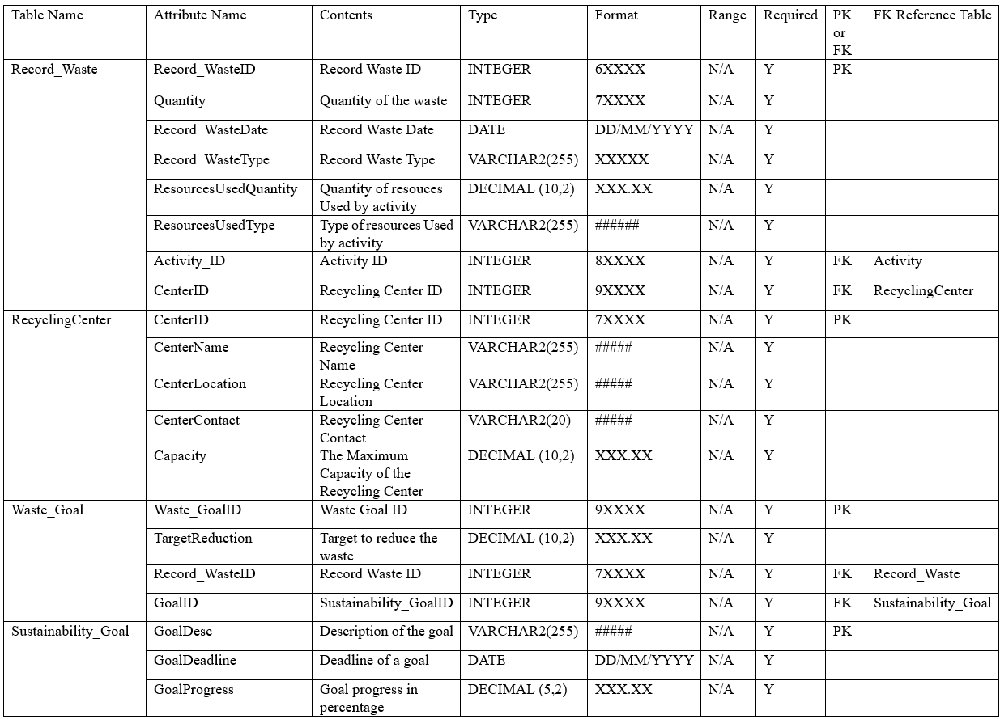 Table Name Attribute Name Contents Type Format Range Required PK FK Reference Table
or
FK
Record_Waste Record_WasteID Record Waste ID INTEGER 6XXXX N/A Y PK
Quantity Quantity of the waste INTEGER 7XXXX N/A Y
Record_WasteDate Record Waste Date DATE DD/MM/YYYY N/A Y
Record_WasteType Record Waste Type VARCHAR2(255) XXXXX N/A Y
ResourcesUsedQuantity Quantity of resouces DECIMAL (10,2) XXX.XX N/A Y
Used by activity
ResourcesUsedType Type of resources Used VARCHAR2(255) ###### N/A Y
by activity
Activity_ID Activity ID INTEGER 8XXXX N/A Y FK Activity
CenterID Recycling Center ID INTEGER 9XXXX N/A Y FK RecyclingCenter
RecyclingCenter CenterID Recycling Center ID INTEGER 7XXXX N/A Y PK
CenterName Recycling Center VARCHAR2(255) ##### N/A Y
Name
CenterLocation Recycling Center VARCHAR2(255) ##### N/A Y
Location
CenterContact Recycling Center VARCHAR2(20) ##### N/A Y
Contact
Capacity The Maximum DECIMAL (10,2) XXX.XX N/A Y
Capacity of the
Recycling Center
Waste_Goal Waste_GoalID Waste Goal ID INTEGER 9XXXX N/A Y PK
TargetReduction Target to reduce the DECIMAL (10,2) XXX.XX N/A Y
waste
Record_WasteID Record Waste ID INTEGER 7XXXX N/A Y FK Record_Waste
GoalID Sustainability_GoalID INTEGER 9XXXX N/A Y FK Sustainability_Goal
Sustainability_Goal GoalDesc Description of the goal VARCHAR2(255) ##### N/A Y PK
GoalDeadline Deadline of a goal DATE DD/MM/YYYY N/A Y
GoalProgress Goal progress in DECIMAL (5,2) XXX.XX N/A Y
percentage